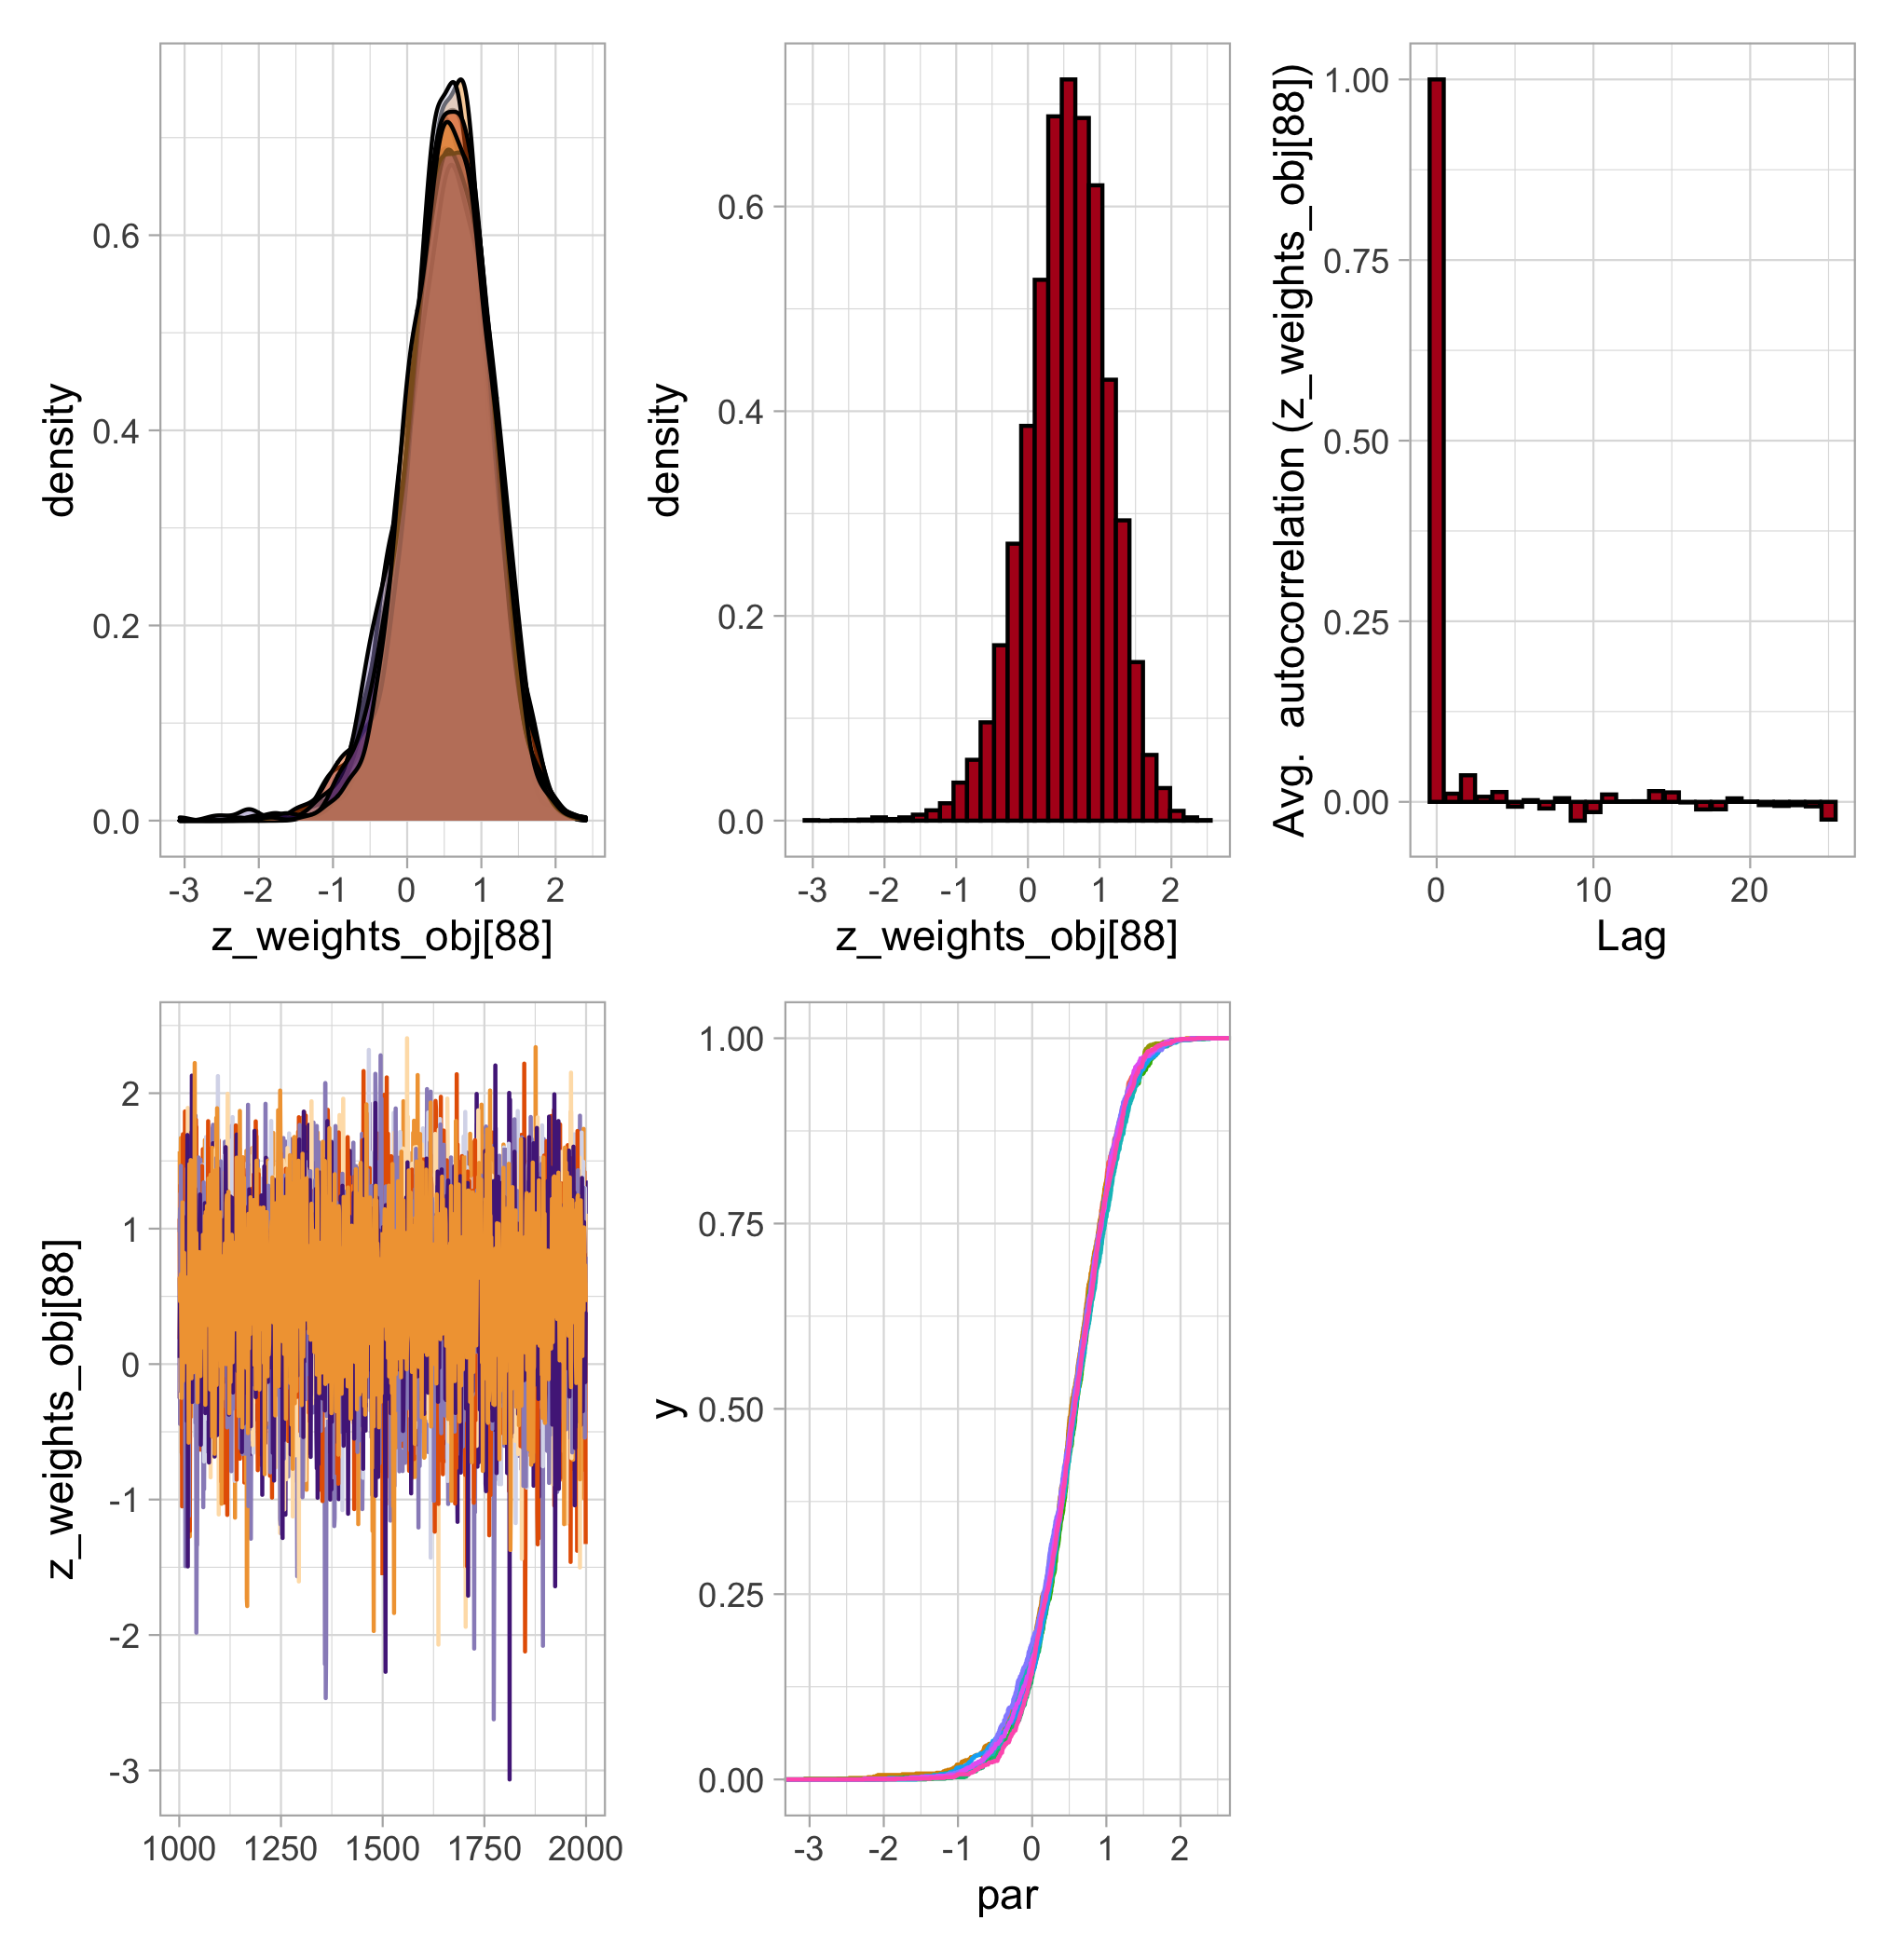 density
0.6
0.4
0.2
0.0
-3 -2 -1 0 1 2
z_weights_obj[88]
density
0.6
0.4
0.2
0.0
-3 -2 -1 0 1 2
z_weights_obj[88]
Avg. autocorrelation (z_weights_obj[88])
1.00
0.75
0.50
0.25
0.00
0 10 20
Lag
z_weights_obj[88]
2
1
0
-1
-2
-3
1000 1250 1500 1750 2000
y
1.00
0.75
0.50
0.25
0.00
-3 -2 -1 0 1 2
par